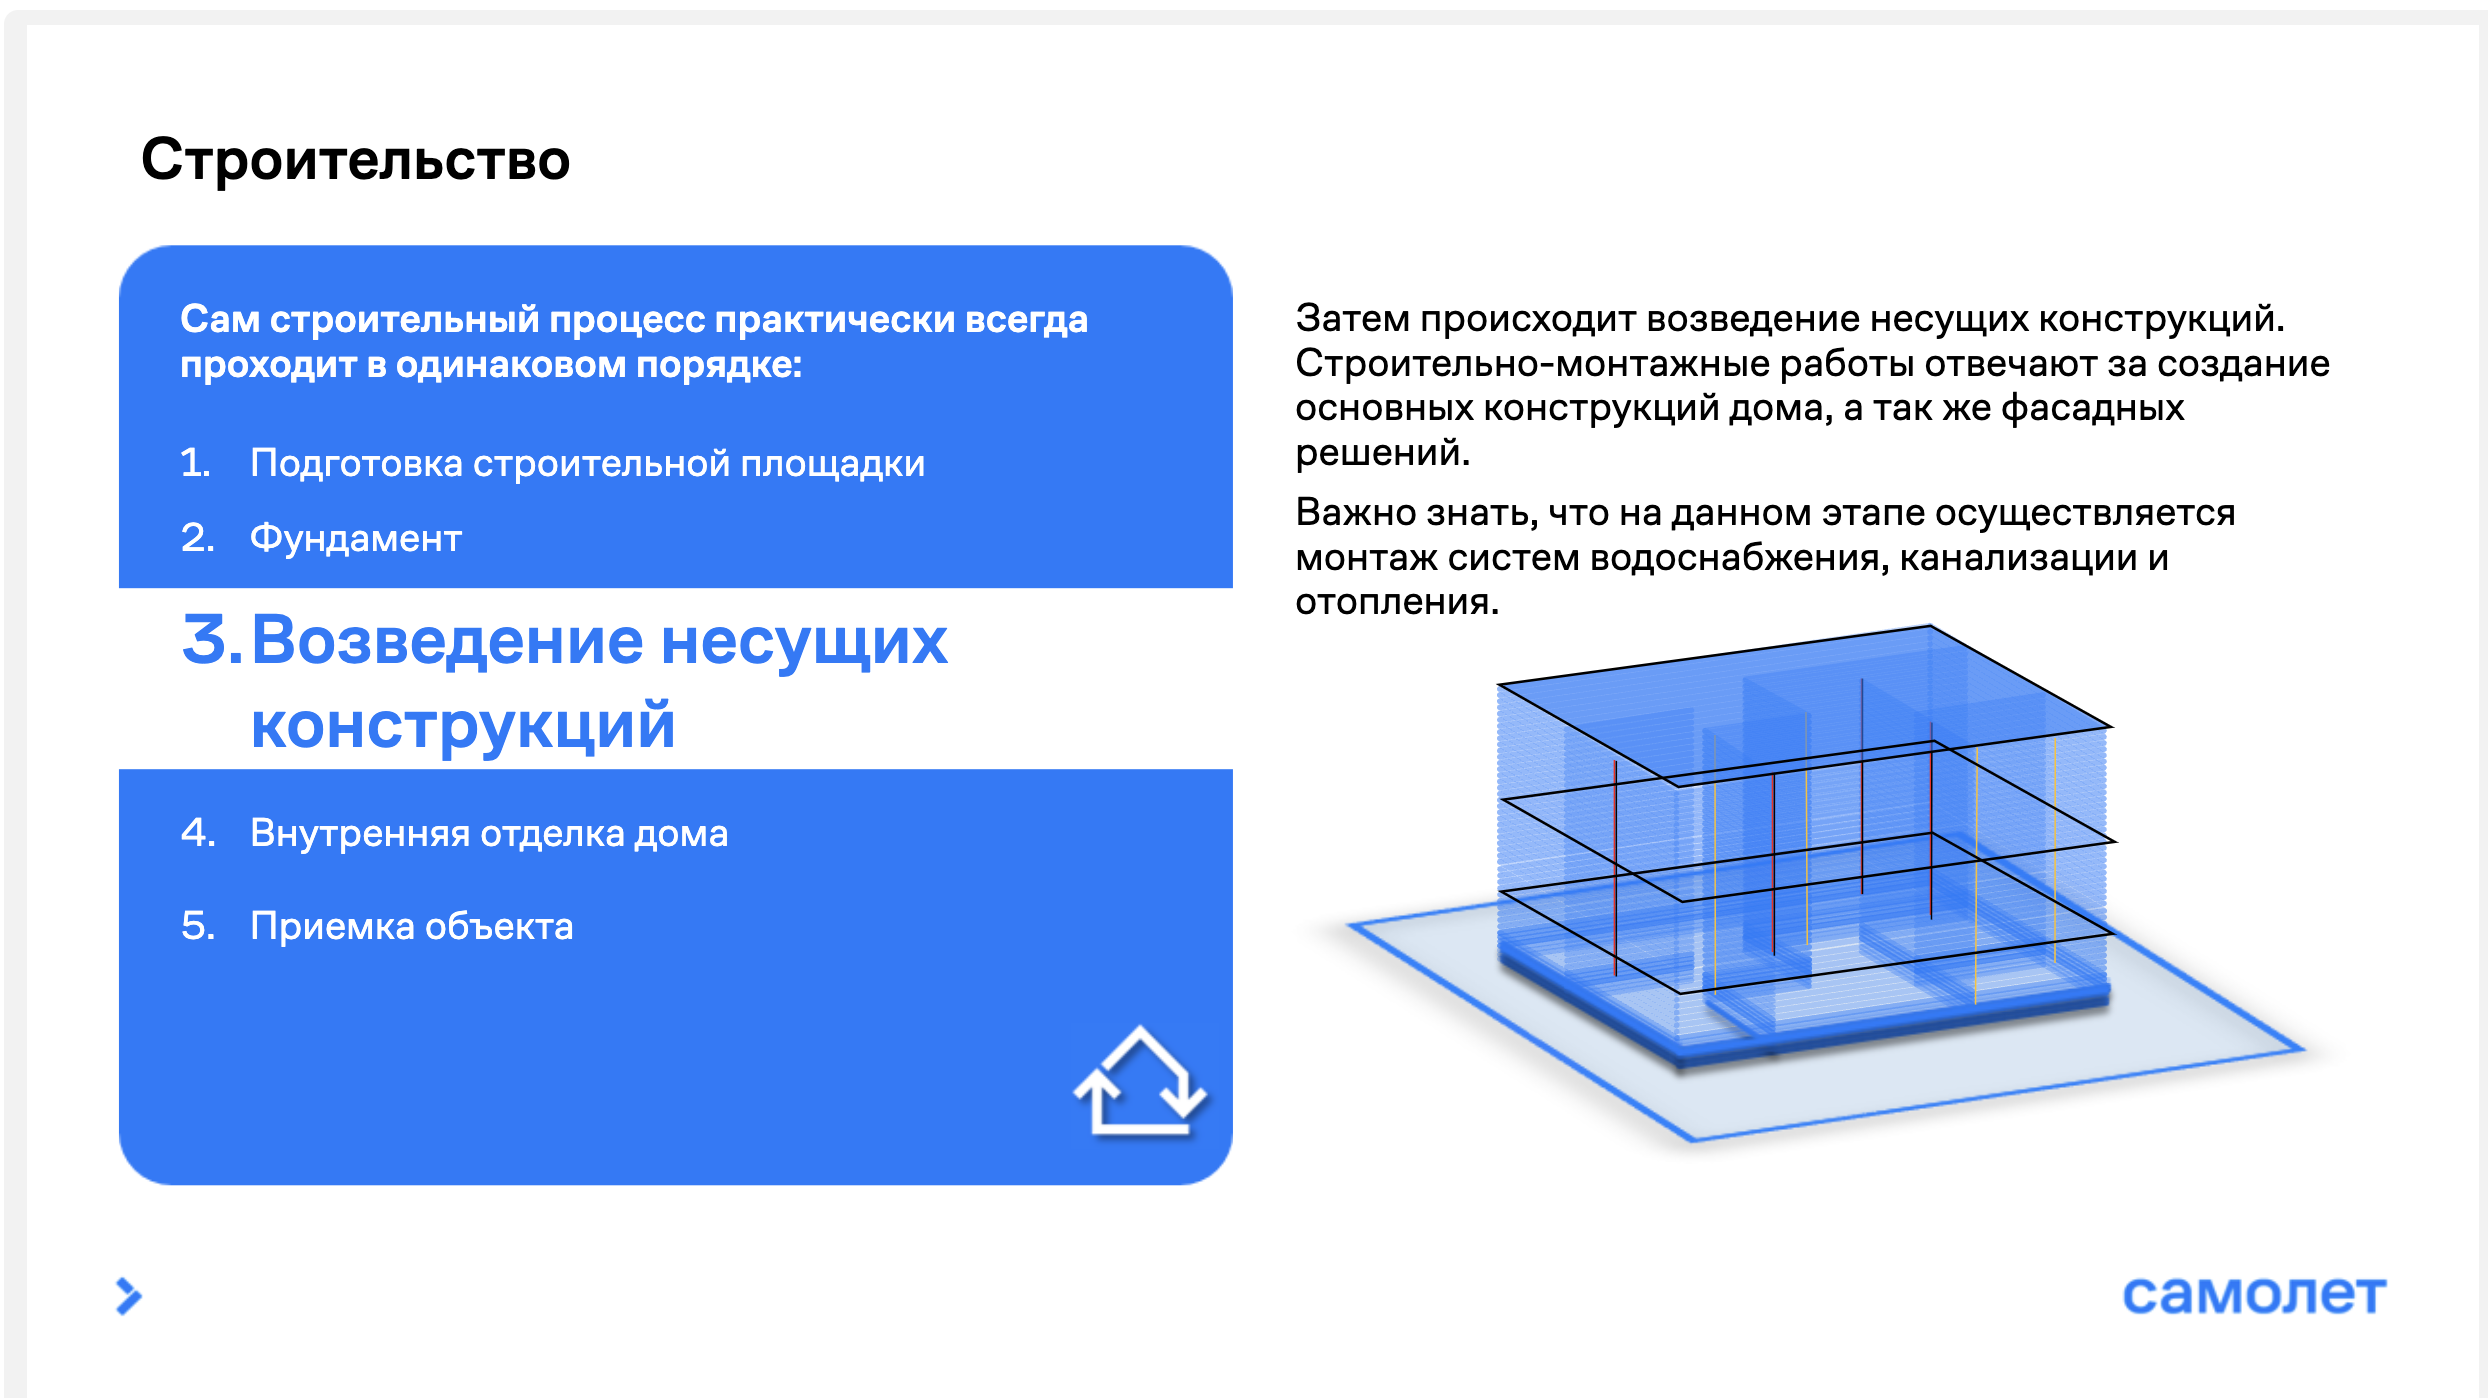 Строительство
Сам строительный процесс практически всегда
проходит в одинаковом порядке:
1. Подготовка строительной площадки
2. Фундамент
3. Возведение несущих
конструкций
4. Внутренняя отделка дома
5. Приемка объекта
Затем происходит возведение несущих конструкций.
Строительно-монтажные работы отвечают за создание
основных конструкций дома, а так же фасадных
решений.
Важно знать, что на данном этапе осуществляется
монтаж систем водоснабжения, канализации и
отопления.
самолет